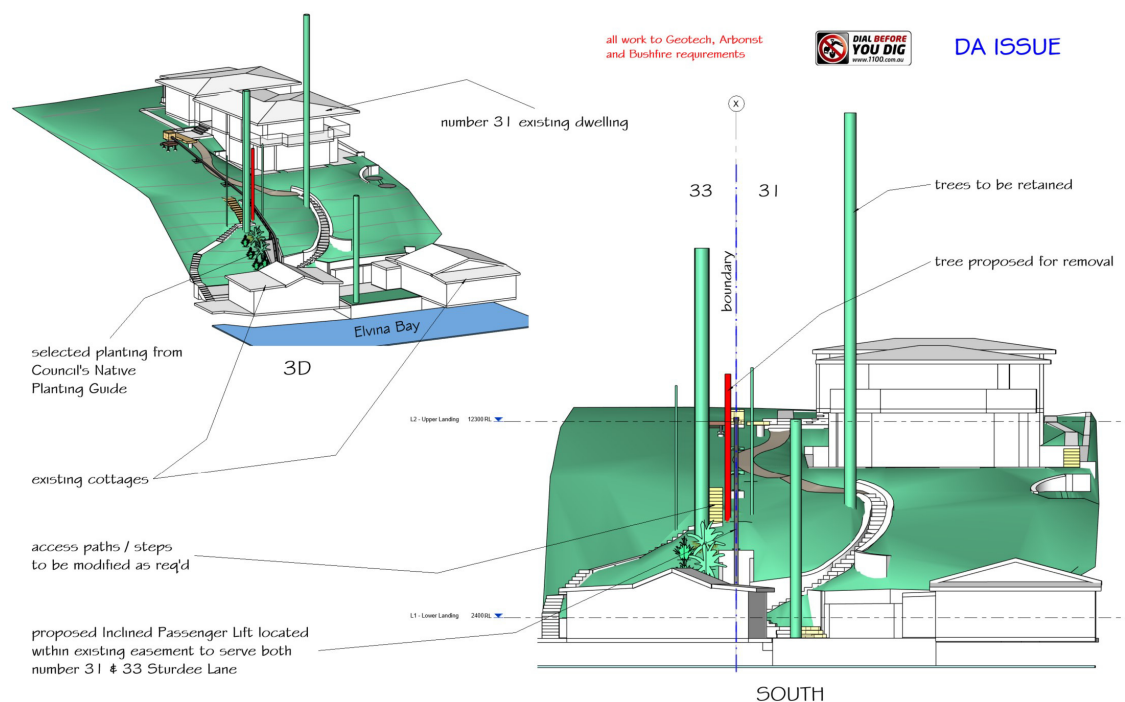 all work to Geotech, Arborist
and Bushfire requirements
DIAL BEFORE
YOU DIG
www.1100.com.au
DA ISSUE
number 31 existing dwelling
X
33
31
boundary
trees to be retained
tree proposed for removal
Elvina Bay
3D
selected planting from
Council's Native
Planting Guide
L2 - Upper Landing 12300 RL
existing cottages
access paths / steps
to be modified as req'd
L1 - Lower Landing 2400 RL
proposed Inclined Passenger Lift located
within existing easement to serve both
number 31 & 33 Sturdee Lane
SOUTH